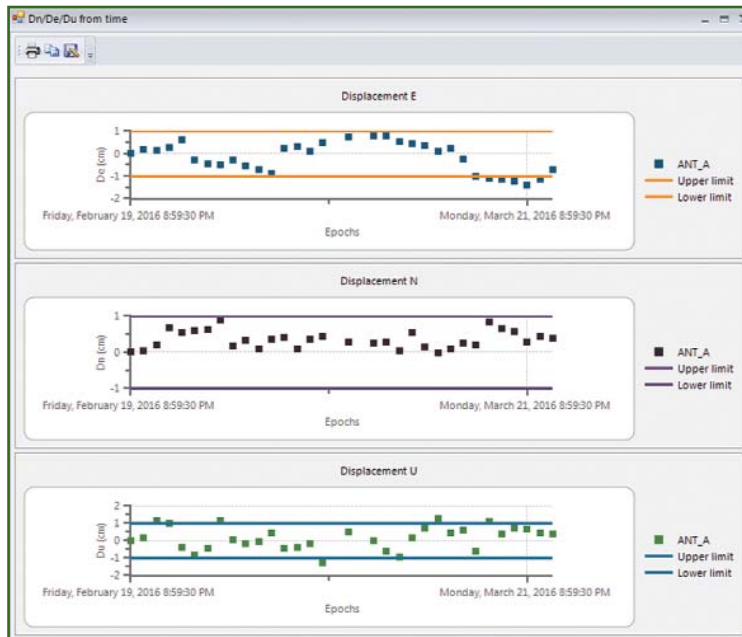 Dn/De/Du from time
Displacement E
De (cm)
1
0
-1
-2
Friday, February 19, 2016 8:59:30 PM
Monday, March 21, 2016 8:59:30 PM
Epochs
ANT_A
Upper limit
Lower limit
Displacement N
Dn (cm)
1
0
-1
Friday, February 19, 2016 8:59:30 PM
Monday, March 21, 2016 8:59:30 PM
Epochs
ANT_A
Upper limit
Lower limit
Displacement U
Du (cm)
2
1
0
-1
-2
Friday, February 19, 2016 8:59:30 PM
Monday, March 21, 2016 8:59:30 PM
Epochs
ANT_A
Upper limit
Lower limit